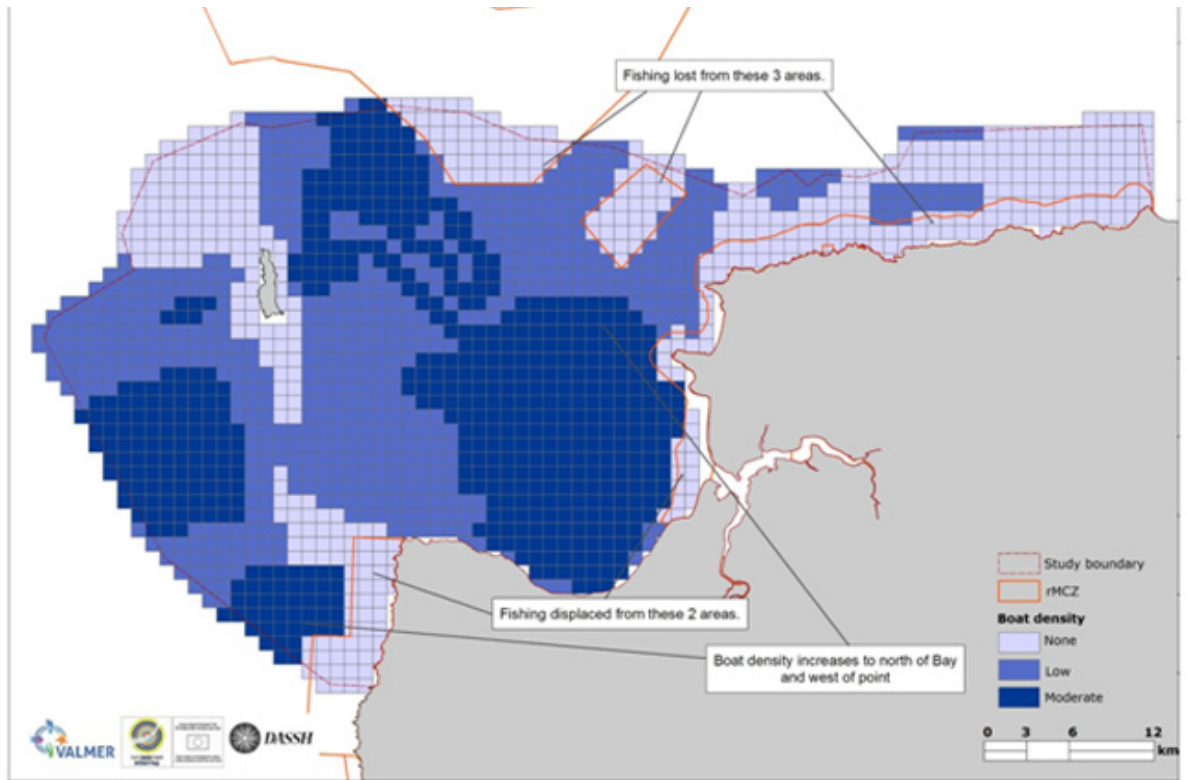 Fishing lost from these 3 areas.
Fishing displaced from these 2 areas.
Boat density increases to north of Bay
and west of point
Study boundary
rMCZ
Boat density
None
Low
Moderate
0 3 6 12
km
VALMER
DASSH